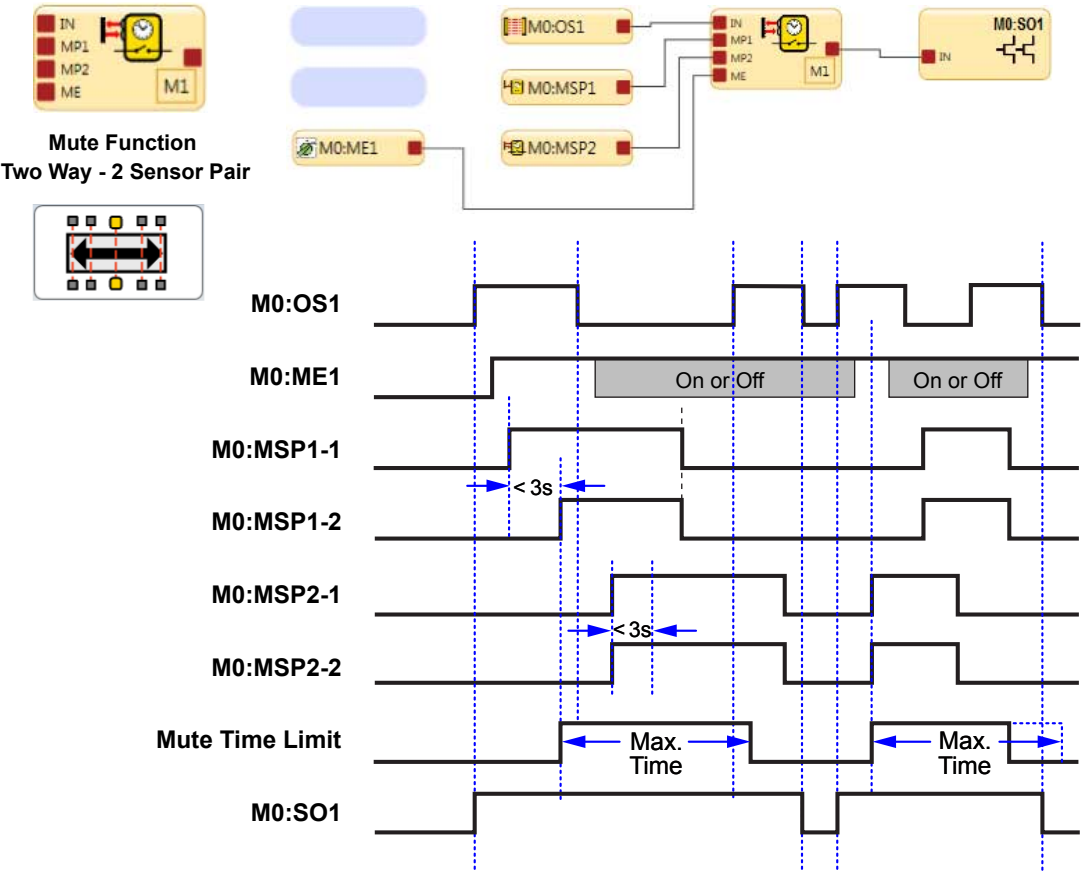 IN
MP1
MP2
ME
M1
Mute Function
Two Way - 2 Sensor Pair
M0:OS1
M0:MSP1
M0:ME1
M0:MSP2
IN
MP1
MP2
ME
M1
M0:SO1
IN
M0:OS1
M0:ME1
On or Off
On or Off
M0:MSP1-1
< 3s
M0:MSP1-2
M0:MSP2-1
< 3s
M0:MSP2-2
Mute Time Limit
Max.
Time
Max.
Time
M0:SO1